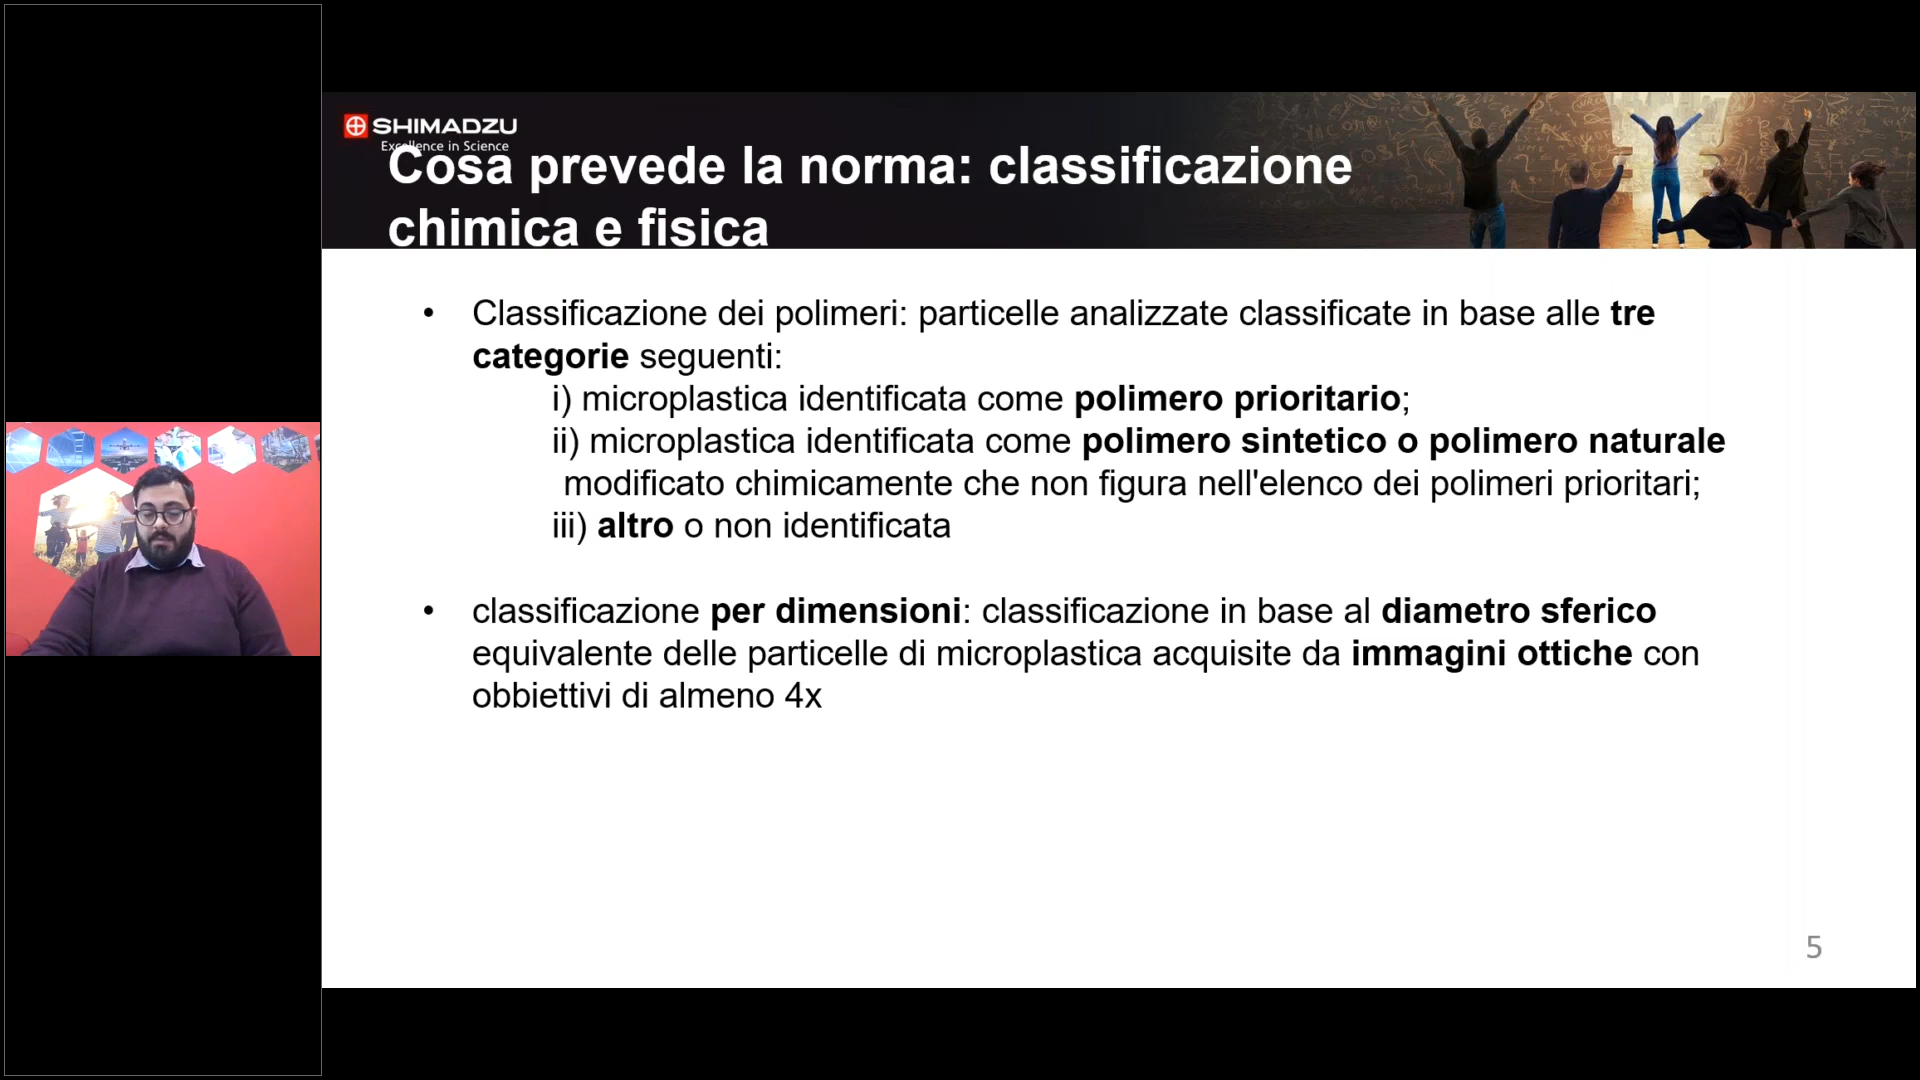 SHIMADZU
Excellence in Science
Cosa prevede la norma: classificazione
chimica e fisica
• Classificazione dei polimeri: particelle analizzate classificate in base alle tre
categorie seguenti:
i) microplastica identificata come polimero prioritario;
ii) microplastica identificata come polimero sintetico o polimero naturale
modificato chimicamente che non figura nell'elenco dei polimeri prioritari;
iii) altro o non identificata
• classificazione per dimensioni: classificazione in base al diametro sferico
equivalente delle particelle di microplastica acquisite da immagini ottiche con
obbiettivi di almeno 4x
5